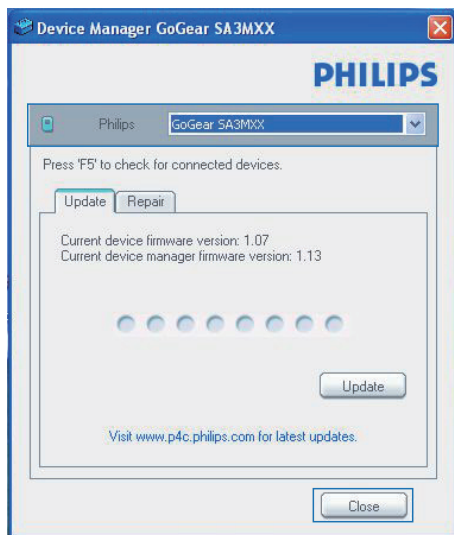 Device Manager GoGear SA3MXX
PHILIPS
Philips GoGear SA3MXX
Press 'F5' to check for connected devices.
Update Repair
Current device firmware version: 1.07
Current device manager firmware version: 1.13
Update
Visit www.p4c.philips.com for latest updates.
Close